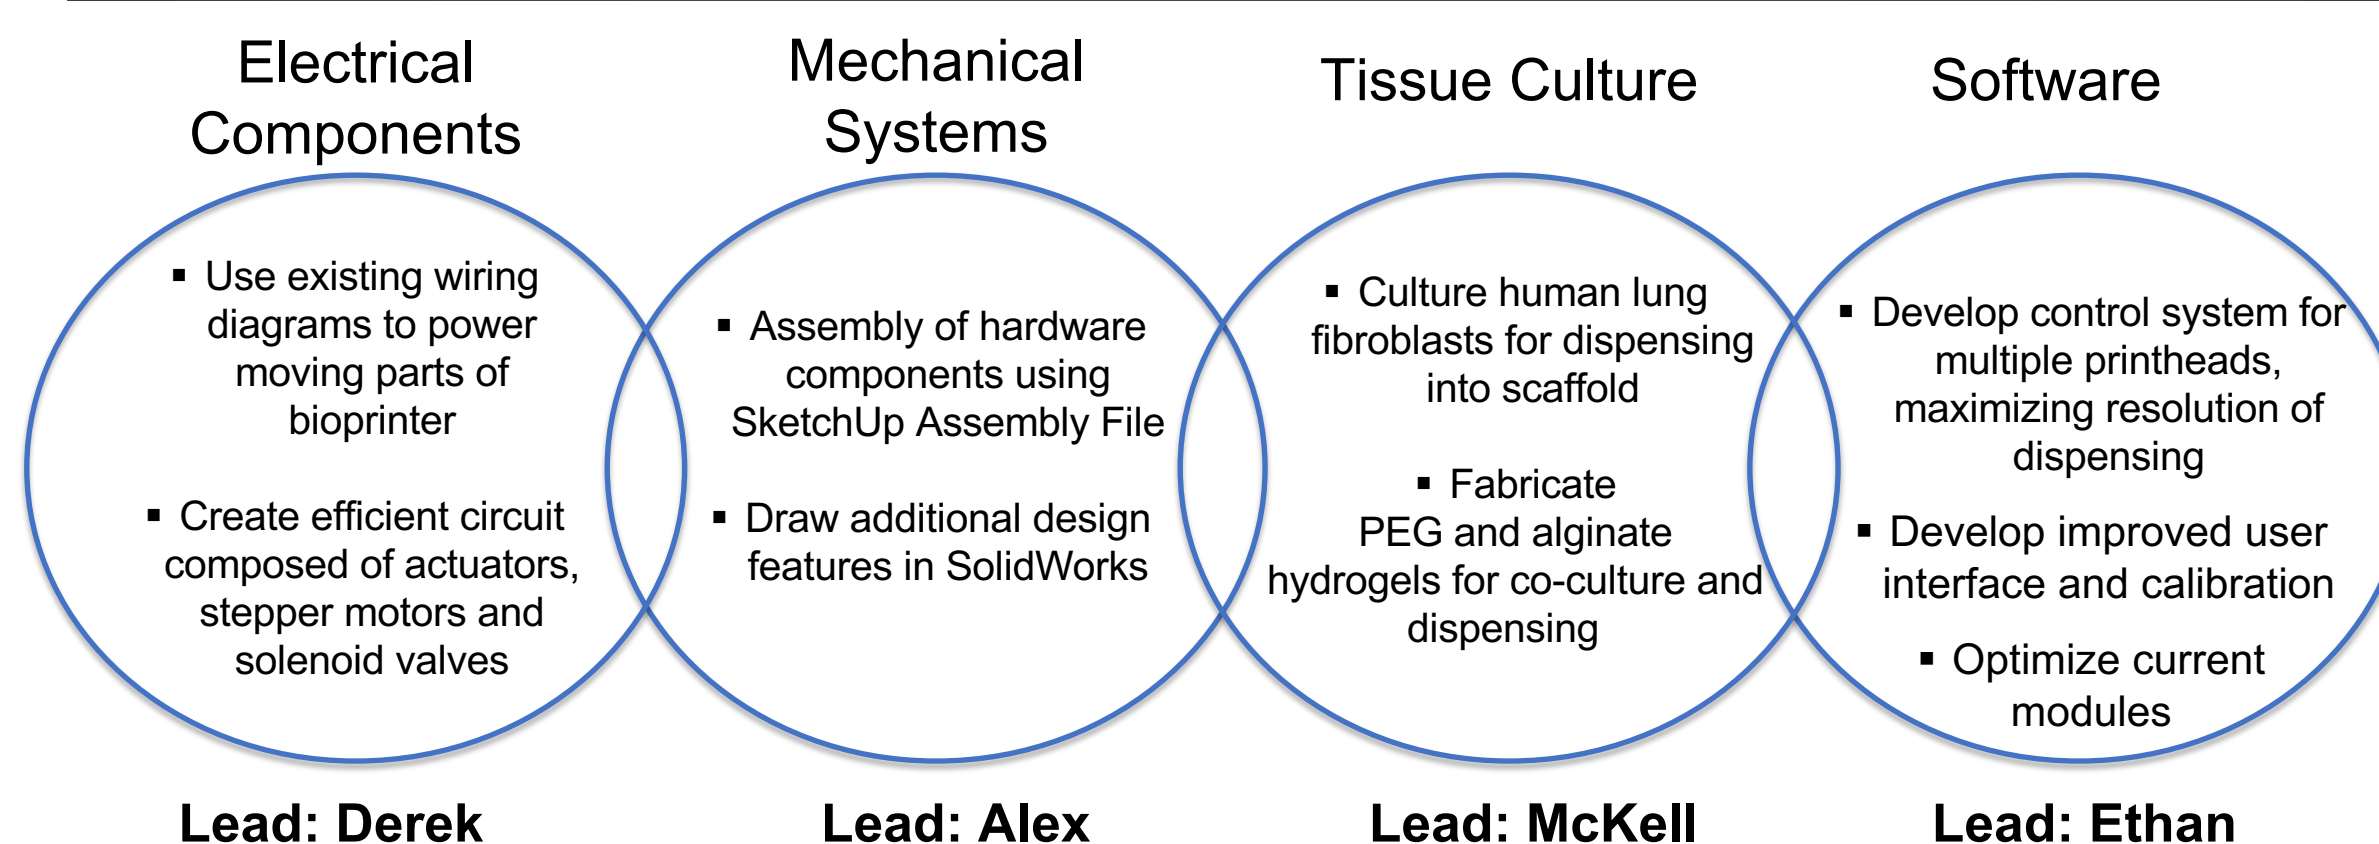 Electrical
Components
▪ Use existing wiring
diagrams to power
moving parts of
bioprinter
▪ Create efficient circuit
composed of actuators,
stepper motors and
solenoid valves
Lead: Derek
Mechanical
Systems
▪ Assembly of hardware
components using
SketchUp Assembly File
▪ Draw additional design
features in SolidWorks
Lead: Alex
Tissue Culture
▪ Culture human lung
fibroblasts for dispensing
into scaffold
▪ Fabricate
PEG and alginate
hydrogels for co-culture and
dispensing
Lead: McKell
Software
▪ Develop control system for
multiple printheads,
maximizing resolution of
dispensing
▪ Develop improved user
interface and calibration
▪ Optimize current
modules
Lead: Ethan